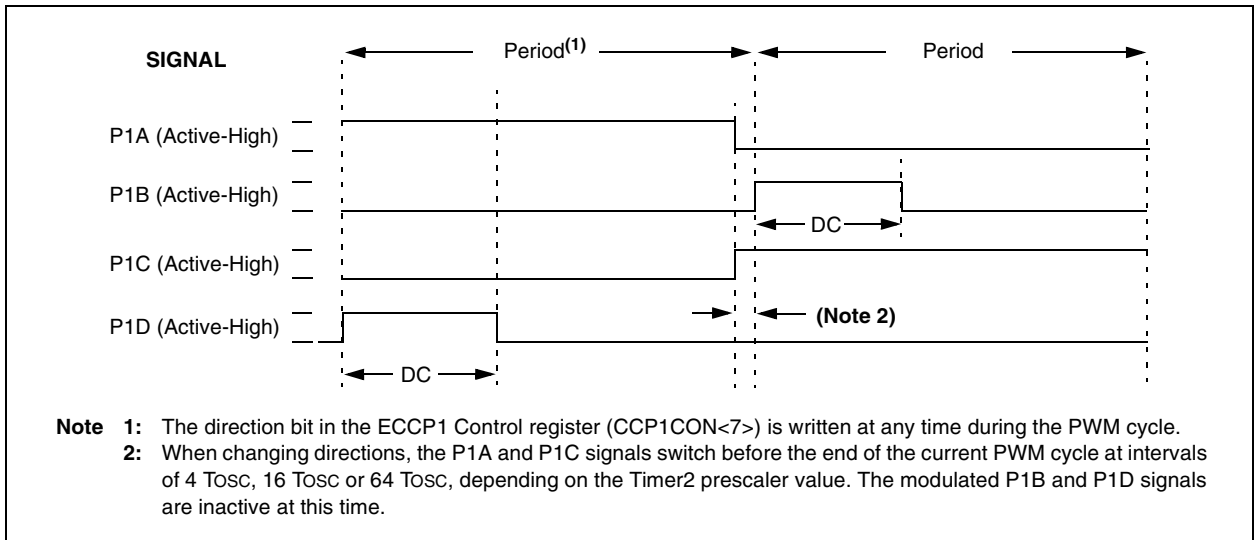 SIGNAL
Period(1)
Period
P1A (Active-High)
P1B (Active-High)
DC
P1C (Active-High)
P1D (Active-High)
(Note 2)
DC
Note 1: The direction bit in the ECCP1 Control register (CCP1CON<7>) is written at any time during the PWM cycle.
2: When changing directions, the P1A and P1C signals switch before the end of the current PWM cycle at intervals
of 4 TOSC, 16 TOSC or 64 TOSC, depending on the Timer2 prescaler value. The modulated P1B and P1D signals
are inactive at this time.